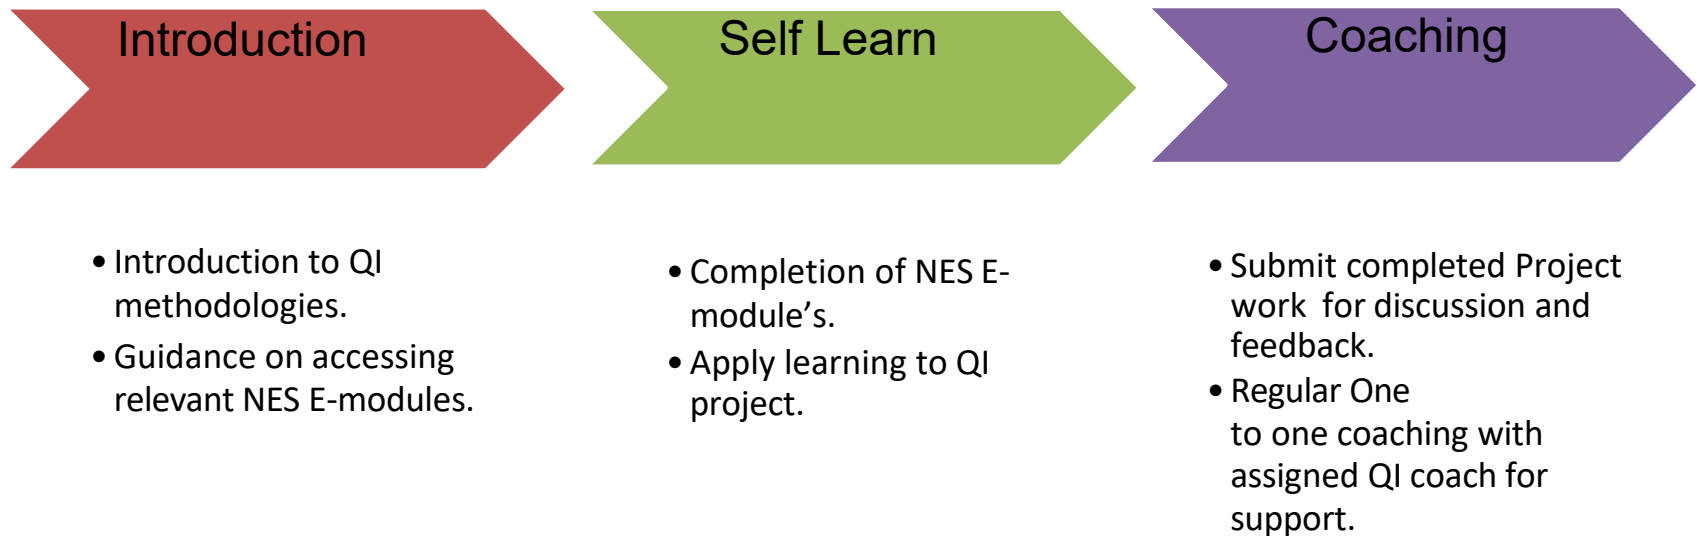 Introduction
Self Learn
Coaching
• Introduction to QI
methodologies.
• Guidance on accessing
relevant NES E-modules.
• Completion of NES E-
module’s.
• Apply learning to QI
project.
• Submit completed Project
work  for discussion and
feedback.
• Regular One
to one coaching with
assigned QI coach for
support.